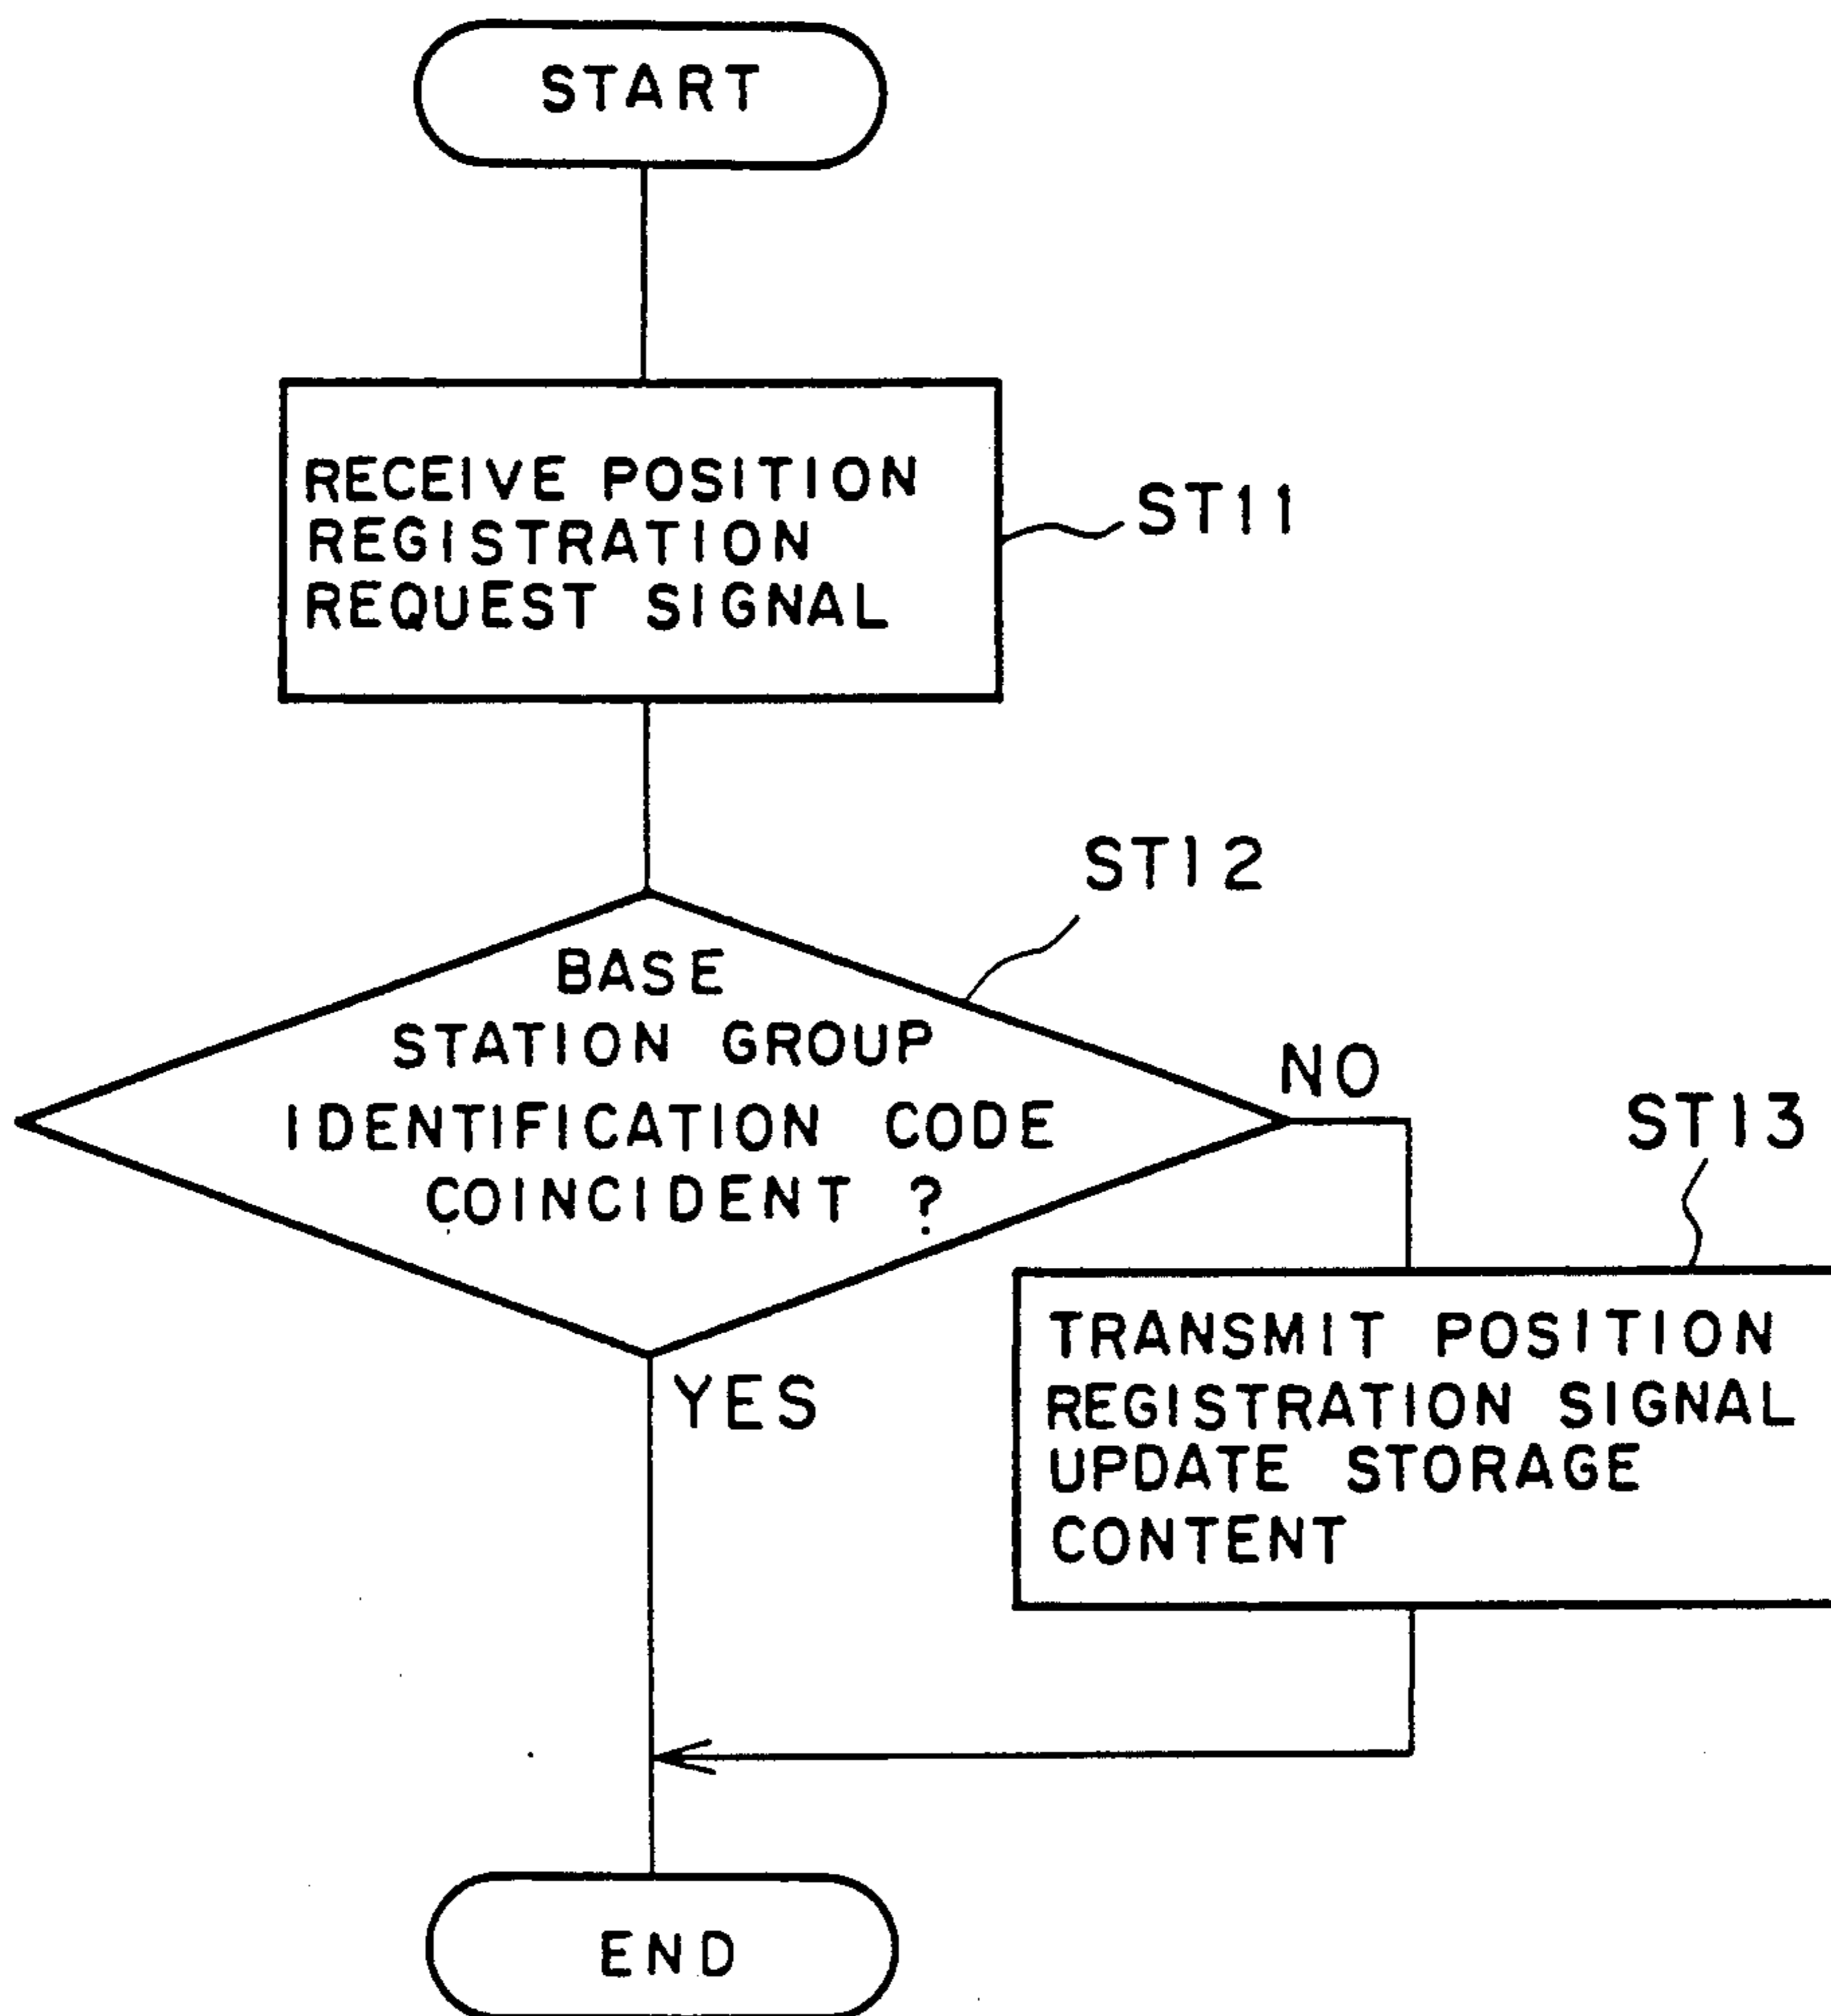 START
RECEIVE POSITION
REGISTRATION
REQUEST SIGNAL
ST11
ST12
BASE
STATION GROUP
IDENTIFICATION CODE
COINCIDENT ?
NO
ST13
TRANSMIT POSITION
REGISTRATION SIGNAL
UPDATE STORAGE
CONTENT
YES
END